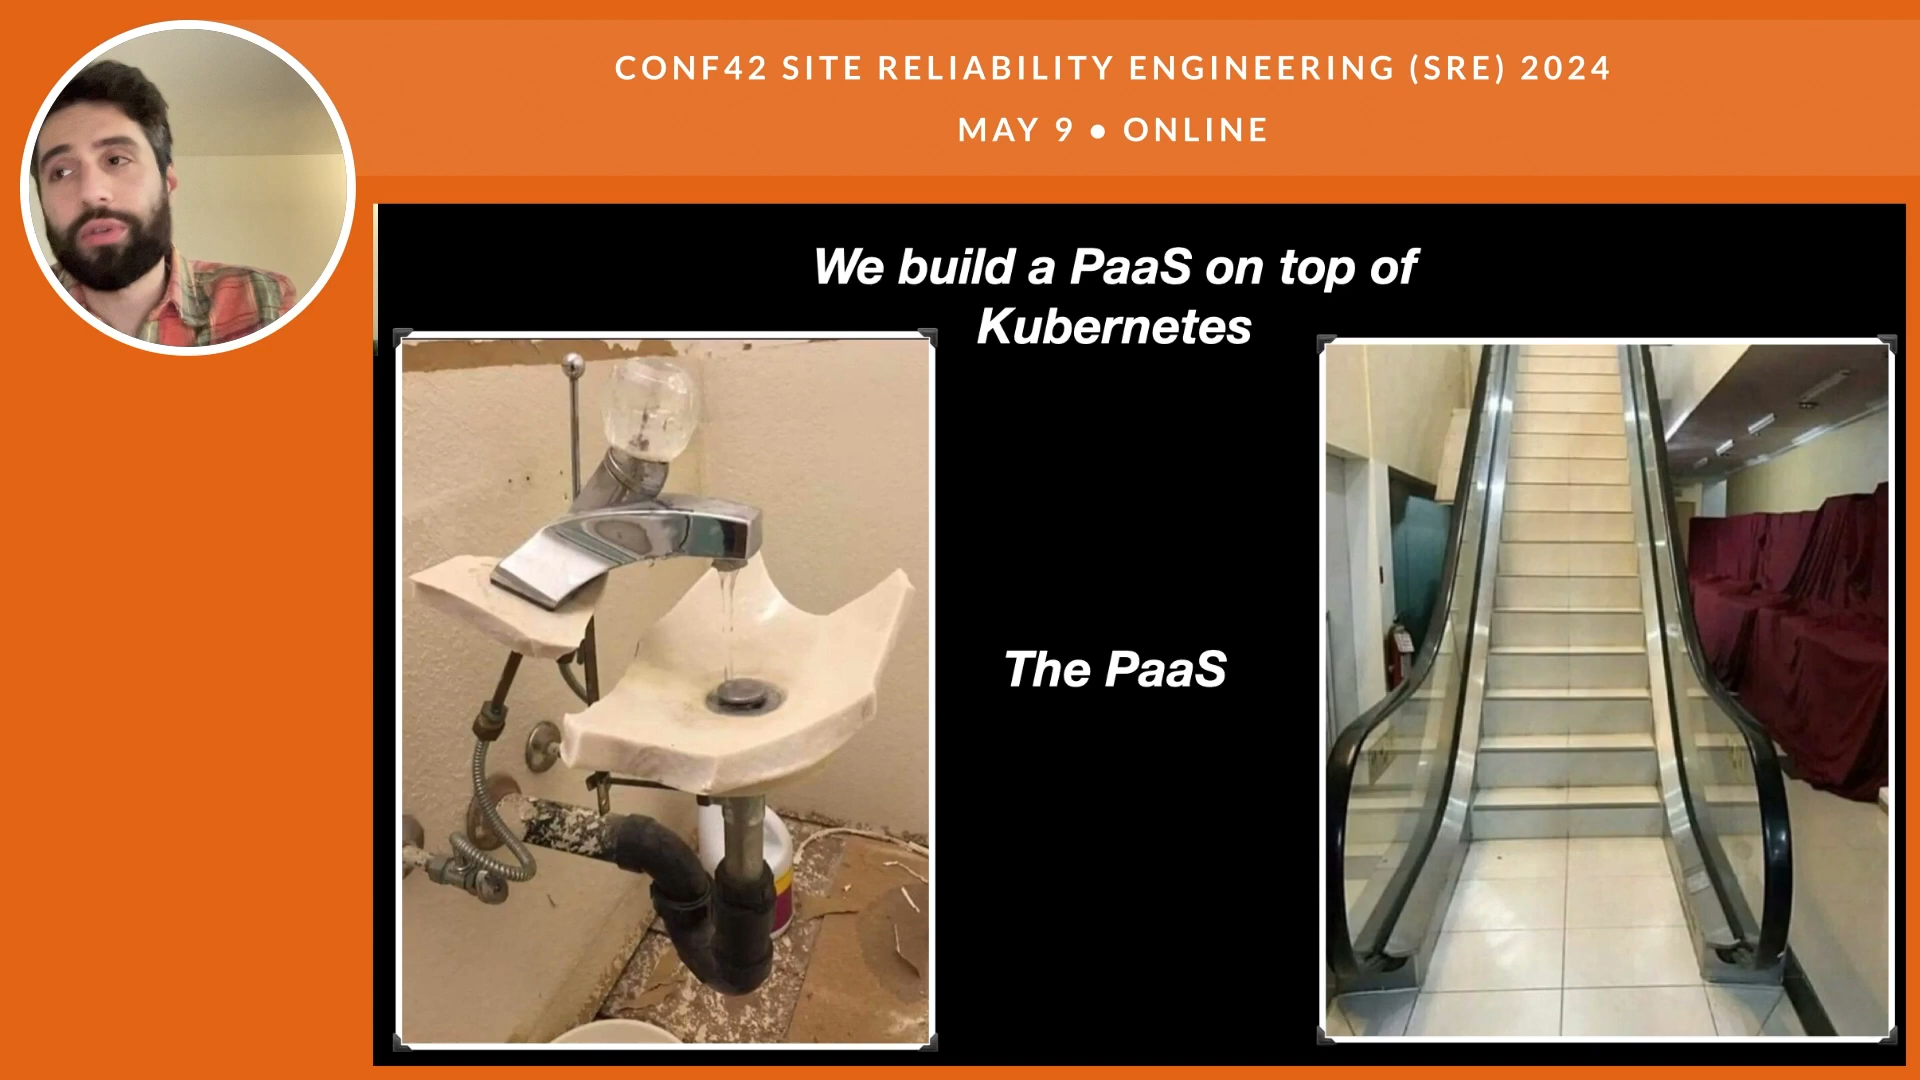 CONF42 SITE RELIABILITY ENGINEERING (SRE) 2024
MAY 9 ● ONLINE
We build a PaaS on top of
Kubernetes
The PaaS